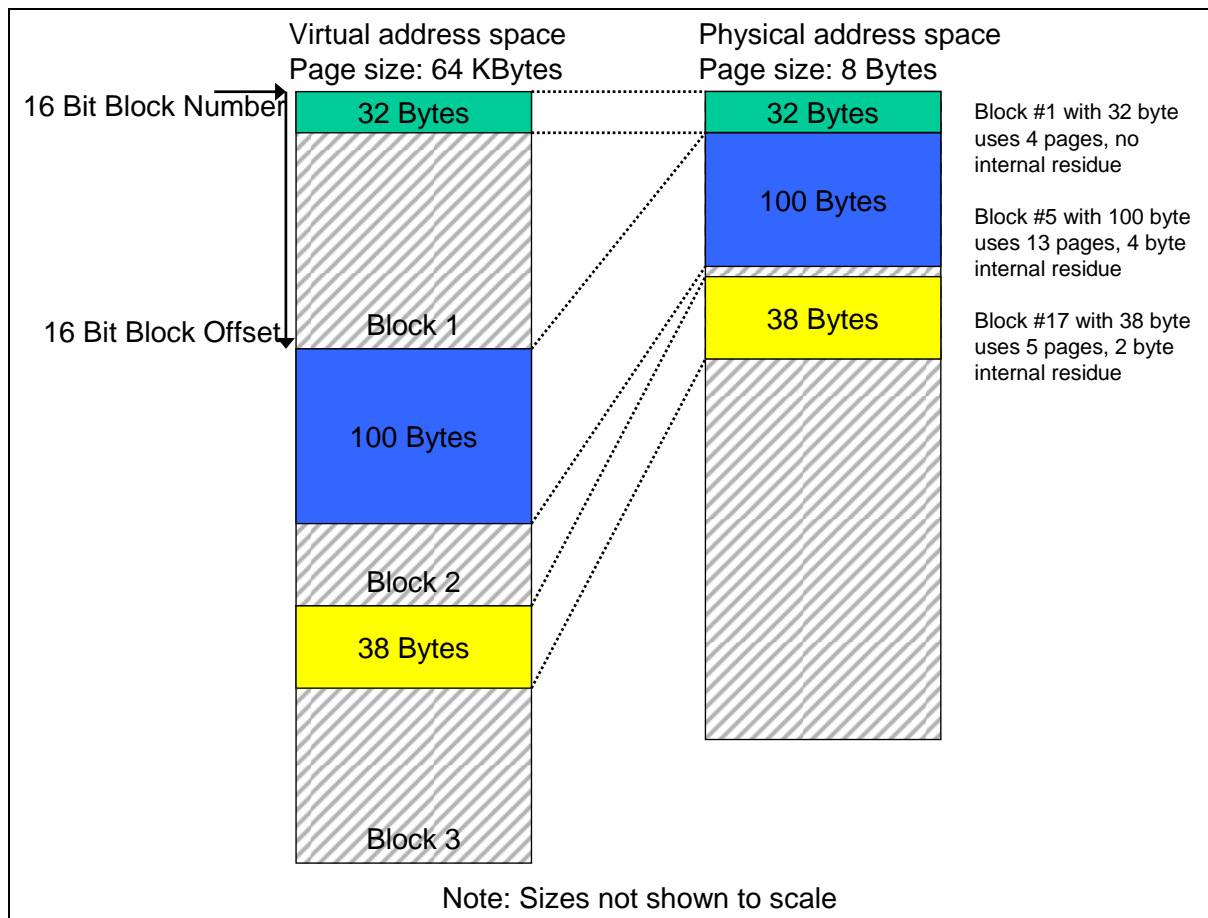 Virtual address space
Page size: 64 KBytes
Physical address space
Page size: 8 Bytes
16 Bit Block Number
32 Bytes
Block 1
16 Bit Block Offset
100 Bytes
Block 2
38 Bytes
Block 3
32 Bytes
100 Bytes
38 Bytes
Block #1 with 32 byte
uses 4 pages, no
internal residue
Block #5 with 100 byte
uses 13 pages, 4 byte
internal residue
Block #17 with 38 byte
uses 5 pages, 2 byte
internal residue
Note: Sizes not shown to scale